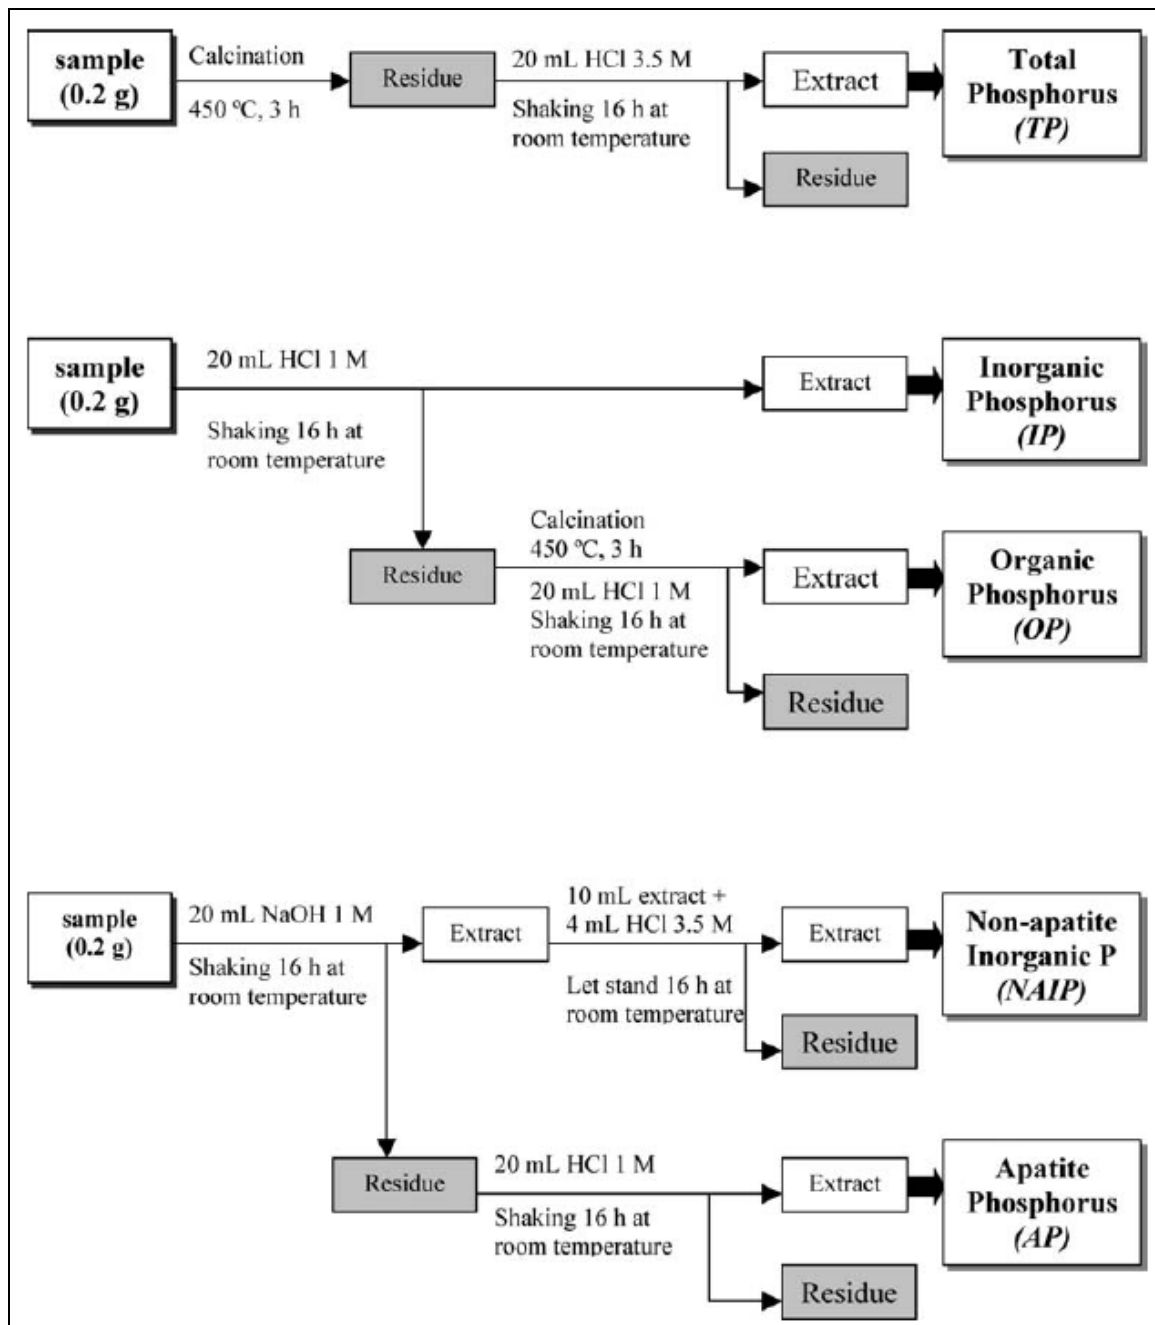 sample
(0.2 g)
Calcination
450 ºC, 3 h
Residue
20 mL HCl 3.5 M
Shaking 16 h at
room temperature
Extract
Residue
Total
Phosphorus
(TP)
sample
(0.2 g)
20 mL HCl 1 M
Shaking 16 h at
room temperature
Extract
Inorganic
Phosphorus
(IP)
Residue
Calcination
450 ºC, 3 h
20 mL HCl 1 M
Shaking 16 h at
room temperature
Extract
Residue
Organic
Phosphorus
(OP)
sample
(0.2 g)
20 mL NaOH 1 M
Shaking 16 h at
room temperature
Extract
10 mL extract +
4 mL HCl 3.5 M
Let stand 16 h at
room temperature
Extract
Residue
Non-apatite
Inorganic P
(NAIP)
Residue
20 mL HCl 1 M
Shaking 16 h at
room temperature
Extract
Residue
Apatite
Phosphorus
(AP)